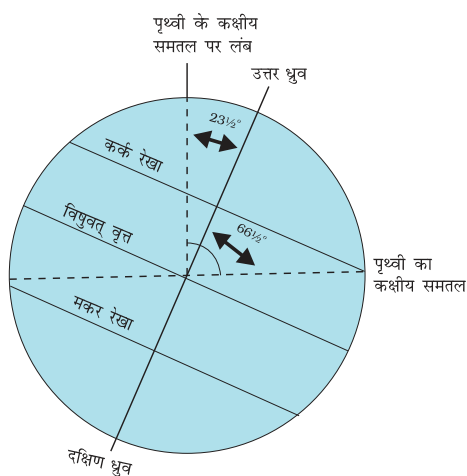 पृथ्वी के कक्षीय
समतल पर लंब
उत्तर ध्रुव
23½°
कर्क रेखा
66½°
विषुवत् वृत्त
पृथ्वी का
कक्षीय समतल
मकर रेखा
दक्षिण ध्रुव